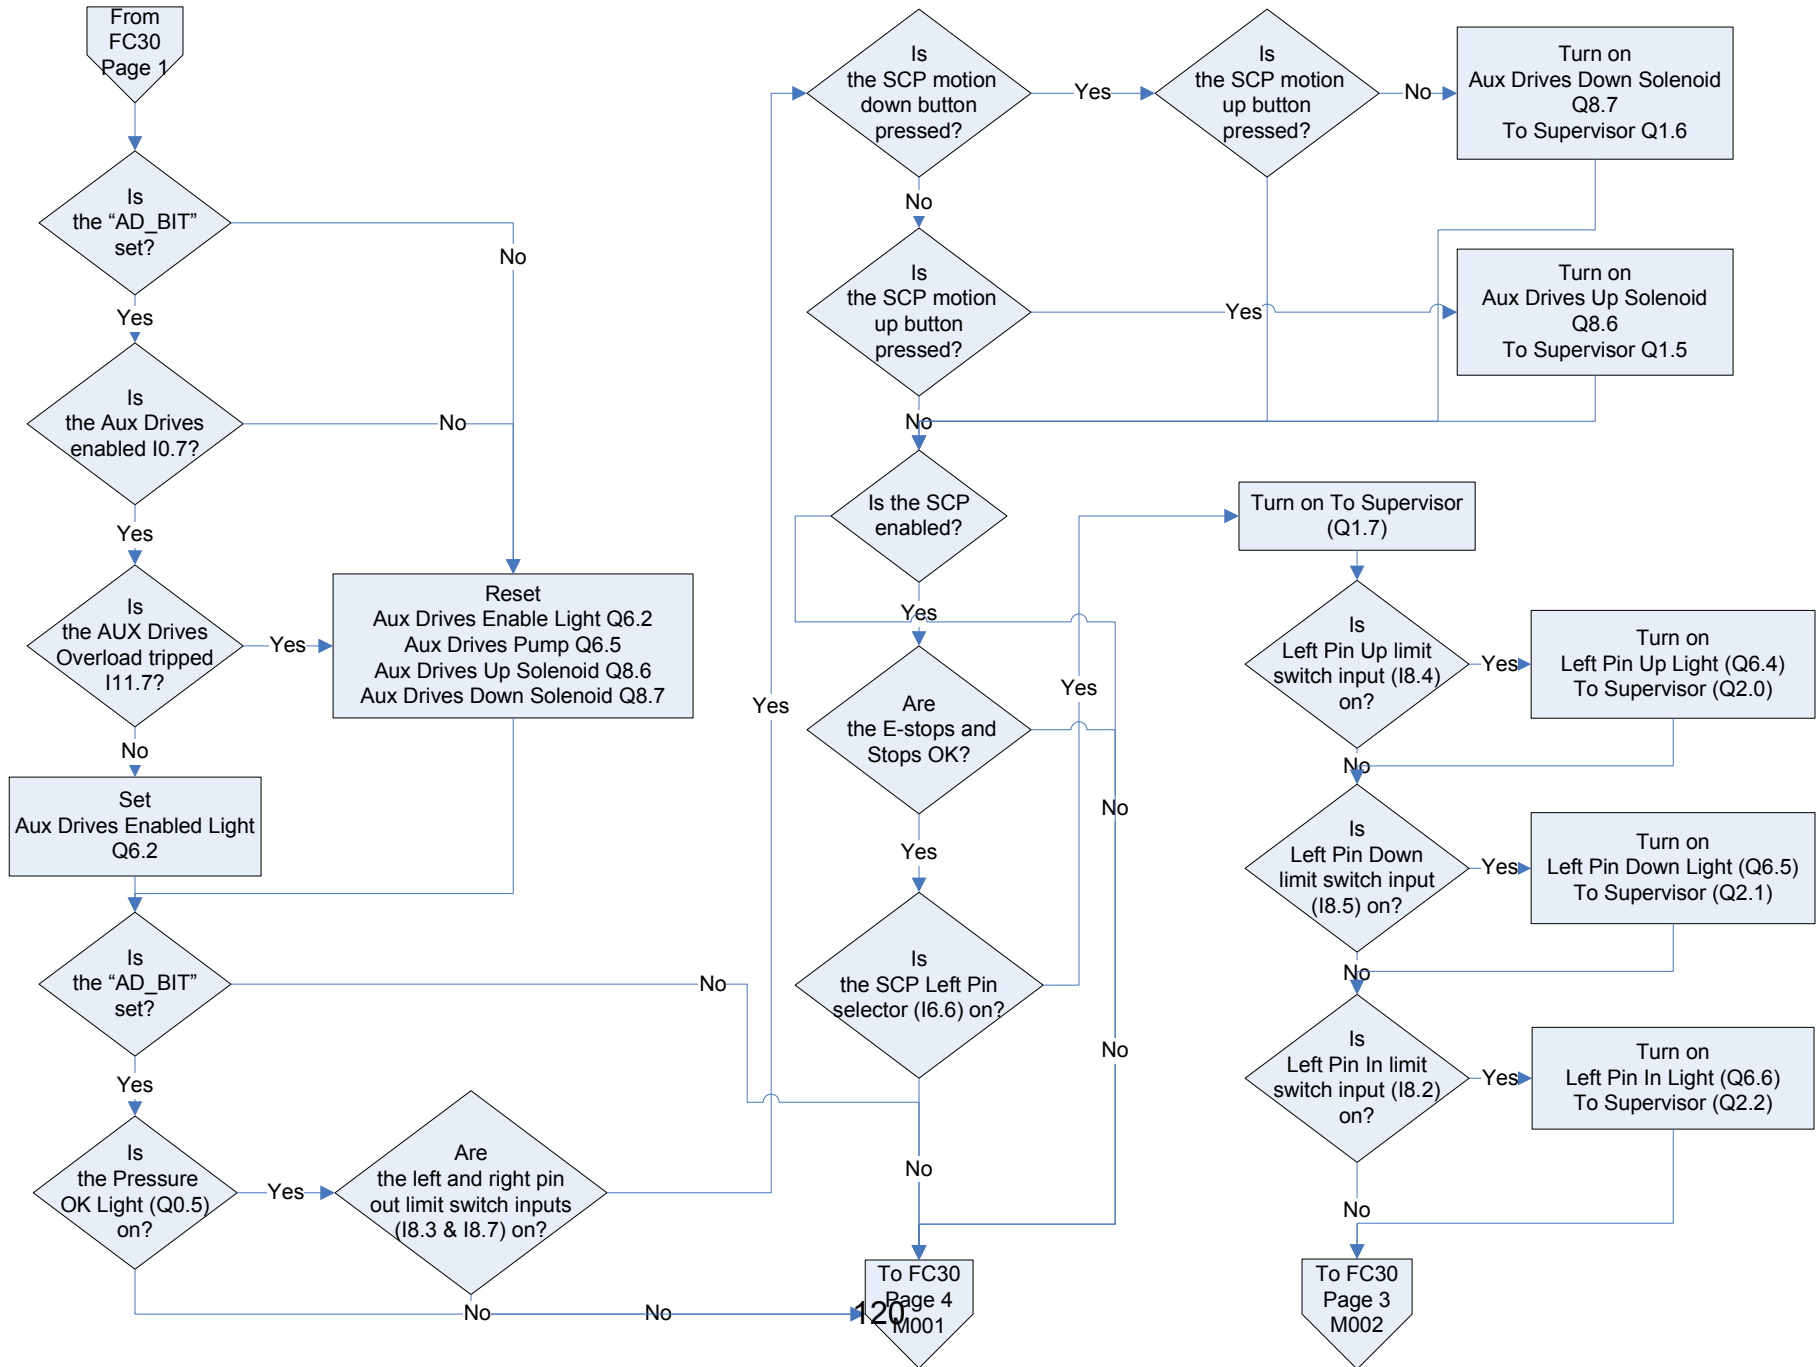 From
FC30
Page 1
Is
the “AD_BIT”
set?
No
Yes
Is
the Aux Drives
enabled I0.7?
No
Yes
Is
the AUX Drives
Overload tripped
I11.7?
Yes
Reset
Aux Drives Enable Light Q6.2
Aux Drives Pump Q6.5
Aux Drives Up Solenoid Q8.6
Aux Drives Down Solenoid Q8.7
No
Set
Aux Drives Enabled Light
Q6.2
Is
the “AD_BIT”
set?
No
Yes
Is
the Pressure
OK Light (Q0.5)
on?
Yes
Are
the left and right pin
out limit switch inputs
(I8.3 & I8.7) on?
No
No
Yes
Is
the SCP motion
down button
pressed?
Yes
Is
the SCP motion
up button
pressed?
No
Turn on
Aux Drives Down Solenoid
Q8.7
To Supervisor Q1.6
No
Is
the SCP motion
up button
pressed?
Yes
Turn on
Aux Drives Up Solenoid
Q8.6
To Supervisor Q1.5
No
Is the SCP
enabled?
Yes
Are
the E-stops and
Stops OK?
No
Yes
Is
the SCP Left Pin
selector (I6.6) on?
Yes
No
No
To FC30
Page 4
M001
120
Turn on To Supervisor
(Q1.7)
Is
Left Pin Up limit
switch input (I8.4)
on?
Yes
Turn on
Left Pin Up Light (Q6.4)
To Supervisor (Q2.0)
No
Is
Left Pin Down
limit switch input
(I8.5) on?
Yes
Turn on
Left Pin Down Light (Q6.5)
To Supervisor (Q2.1)
No
Is
Left Pin In limit
switch input (I8.2)
on?
Yes
Turn on
Left Pin In Light (Q6.6)
To Supervisor (Q2.2)
No
To FC30
Page 3
M002